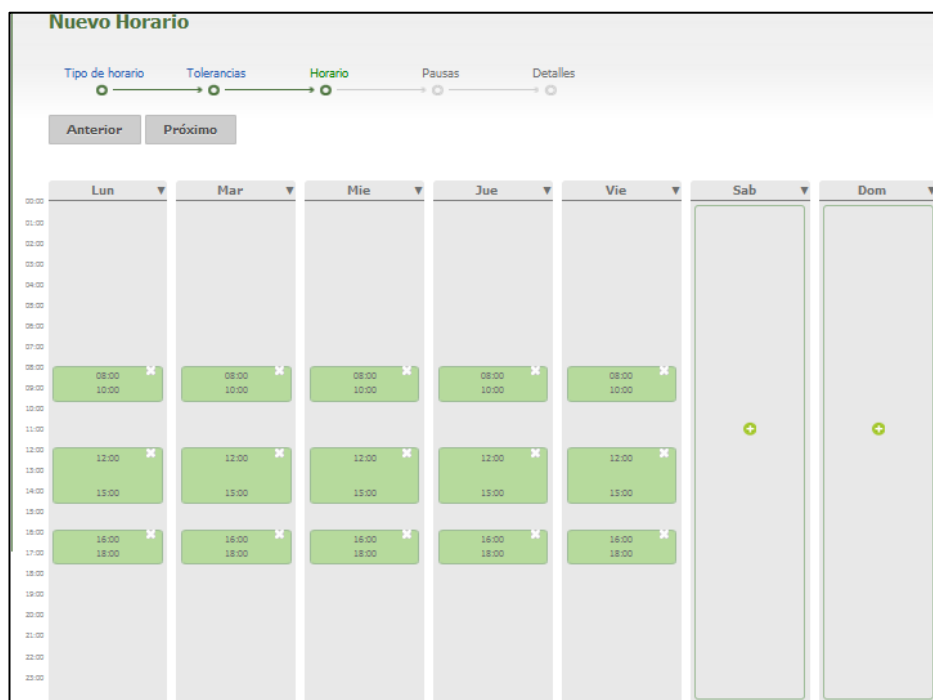 Nuevo Horario
Tipo de horario Tolerancias Horario Pausas Detalles
Anterior Próximo
Lun ▼ Mar ▼ Mie ▼ Jue ▼ Vie ▼ Sab ▼ Dom ▼
00:00
01:00
02:00
03:00
04:00
05:00
06:00
07:00
08:00
08:00 08:00 08:00 08:00 08:00
09:00 10:00 10:00 10:00 10:00 10:00
10:00
11:00
12:00
12:00 12:00 12:00 12:00 12:00
13:00
14:00 15:00 15:00 15:00 15:00 15:00
15:00
16:00
16:00 16:00 16:00 16:00 16:00
17:00 18:00 18:00 18:00 18:00 18:00
18:00
19:00
20:00
21:00
22:00
23:00